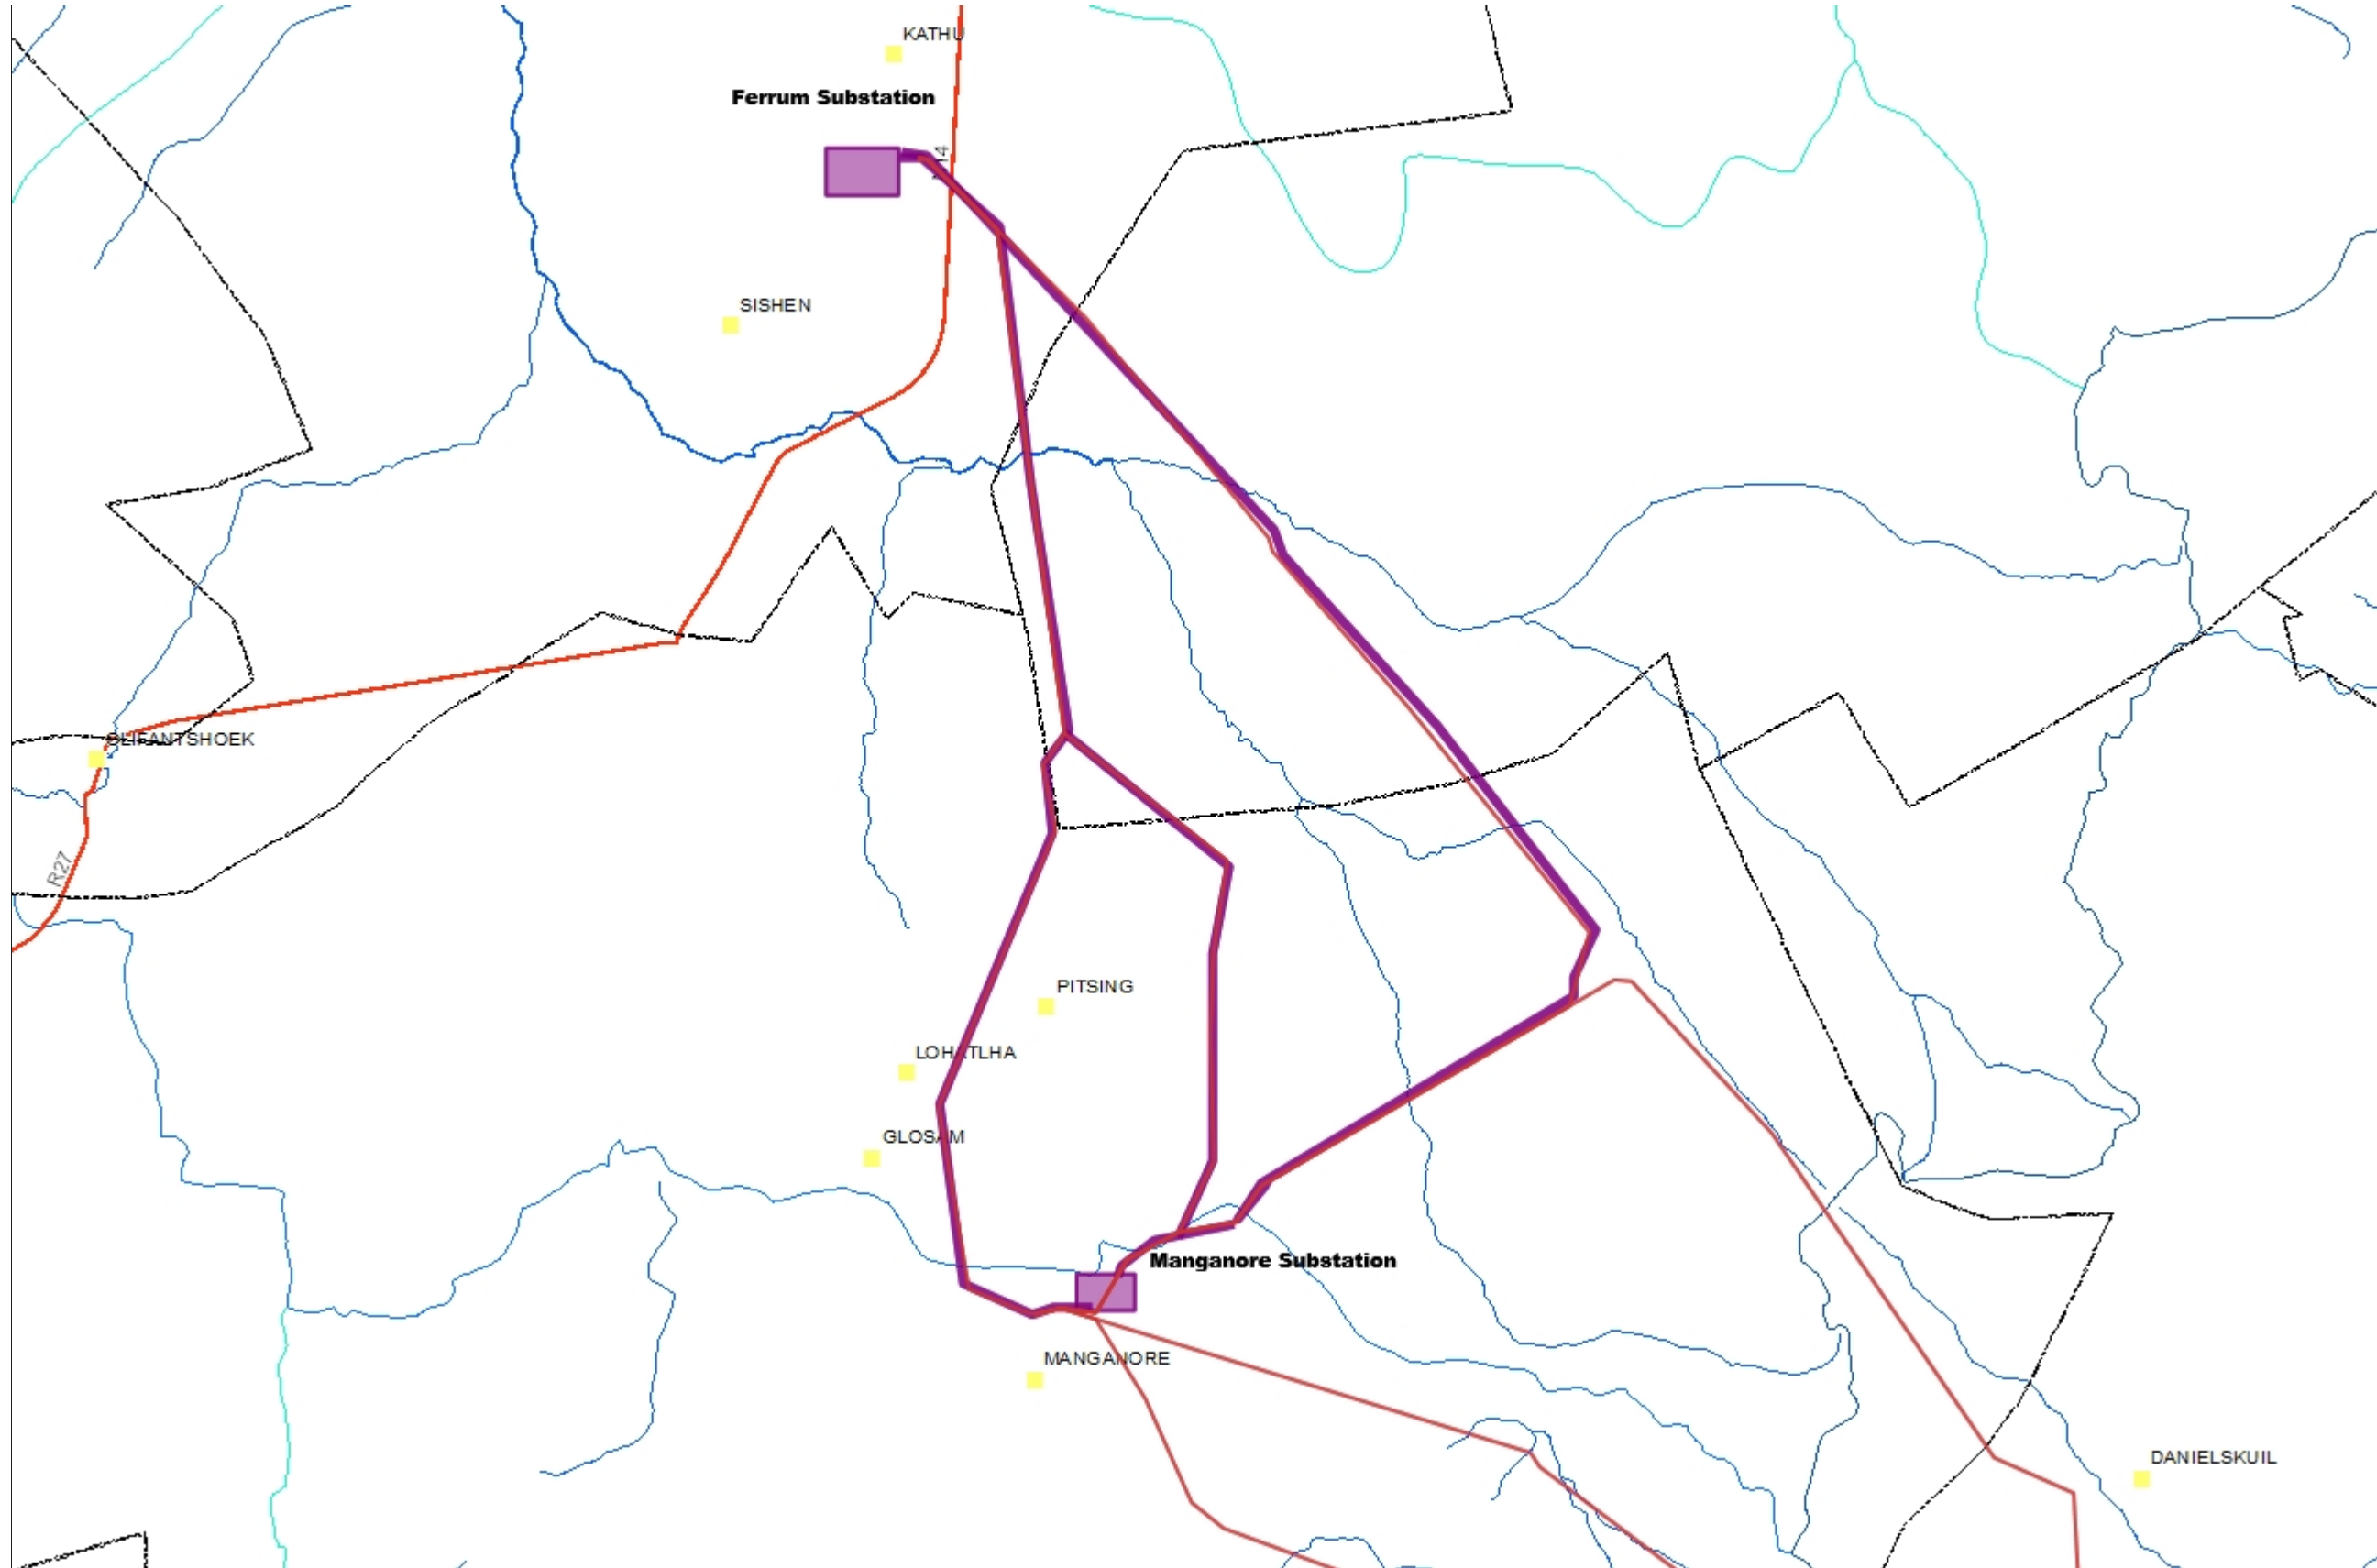 KATHU
Ferrum Substation
SISHEN
OLIFANTSHOEK
R27
PITSING
LOHATLHA
GLOSAM
Manganore Substation
MANGANORE
DANIELSKUIL